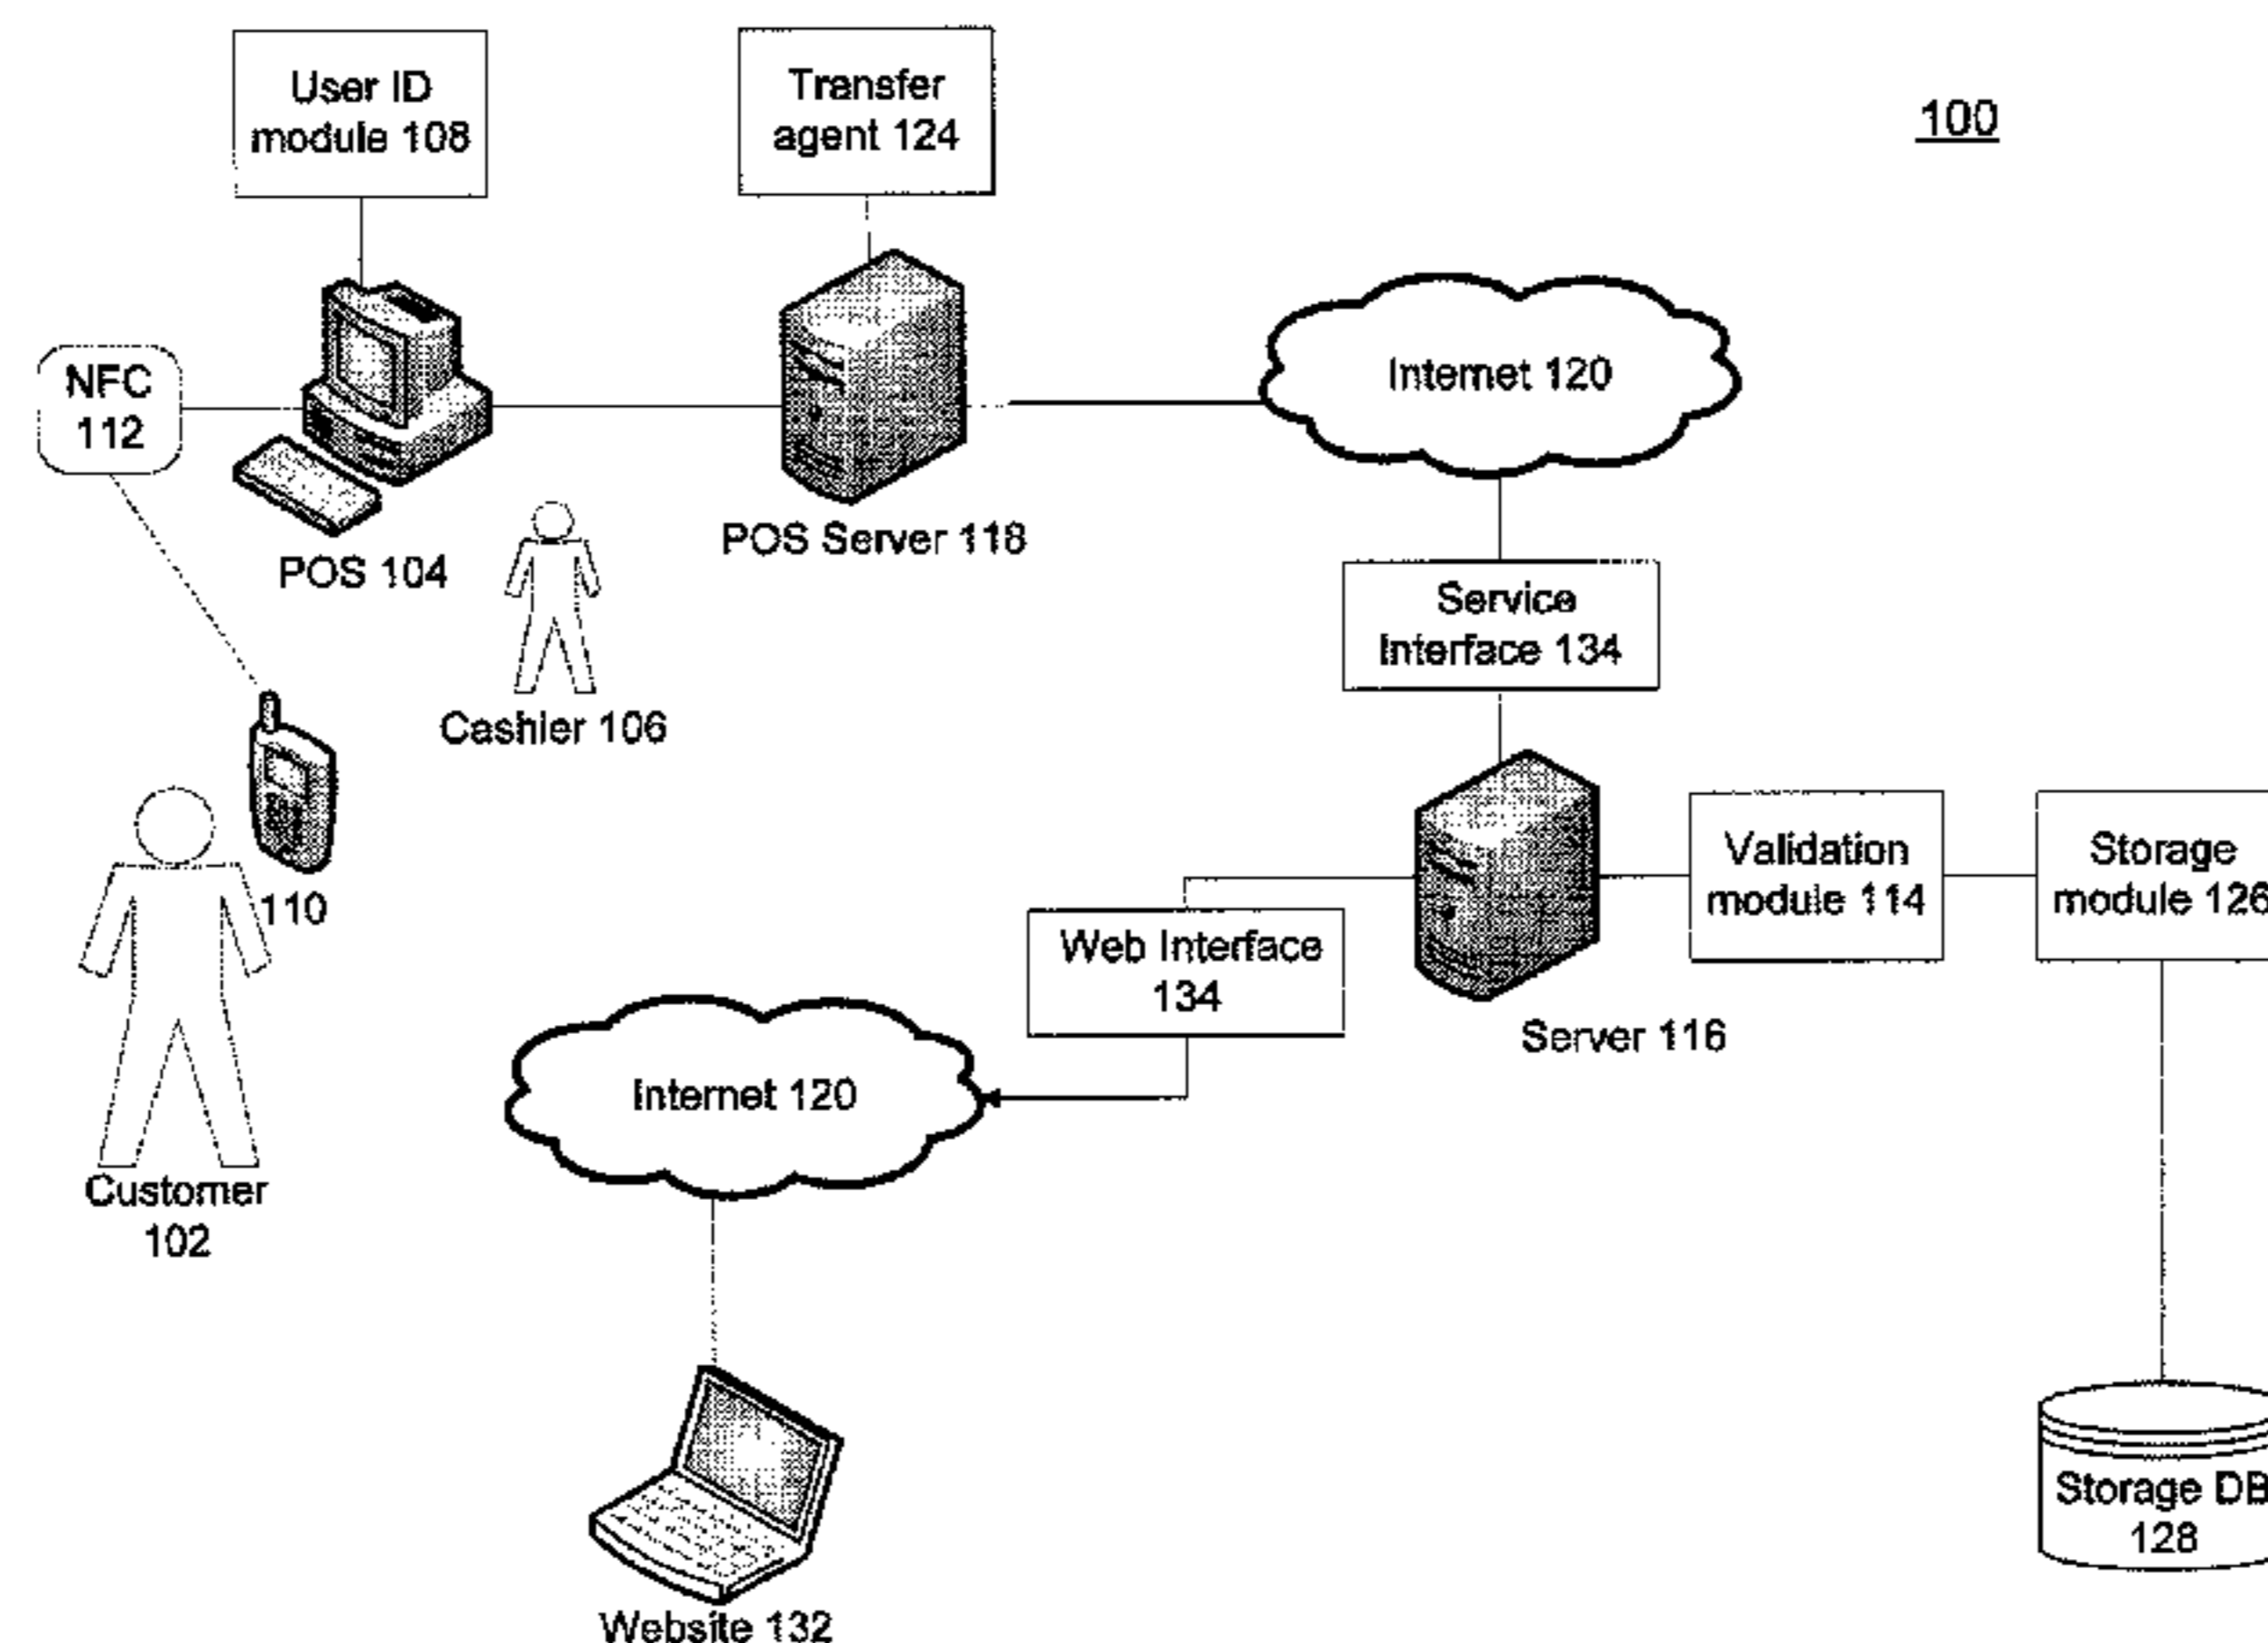 User ID
module 108
Transfer
agent 124
100
NFC
112
Internet 120
POS 104
POS Server 118
Service
Interface 134
Cashier 106
110
Validation
module 114
Storage
module 126
Web Interface
134
Server 116
Internet 120
Customer
102
Storage DB
128
Website 132